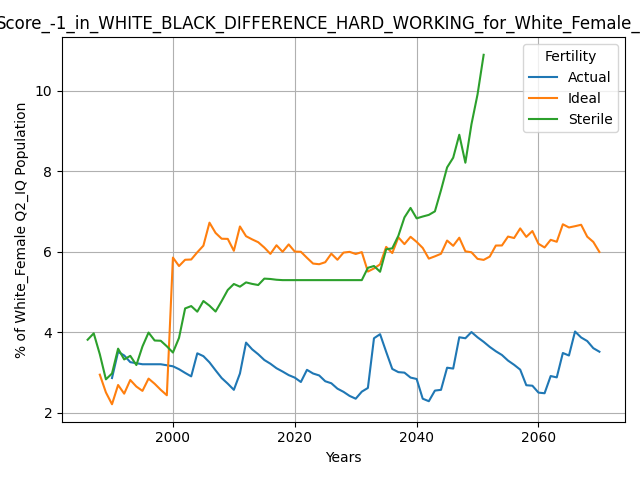 Score_-1_in_WHITE_BLACK_DIFFERENCE_HARD_WORKING_for_White_Female_
Fertility
Actual
Ideal
Sterile
% of White_Female Q2_IQ Population
10
8
6
4
2
2000 2020 2040 2060
Years